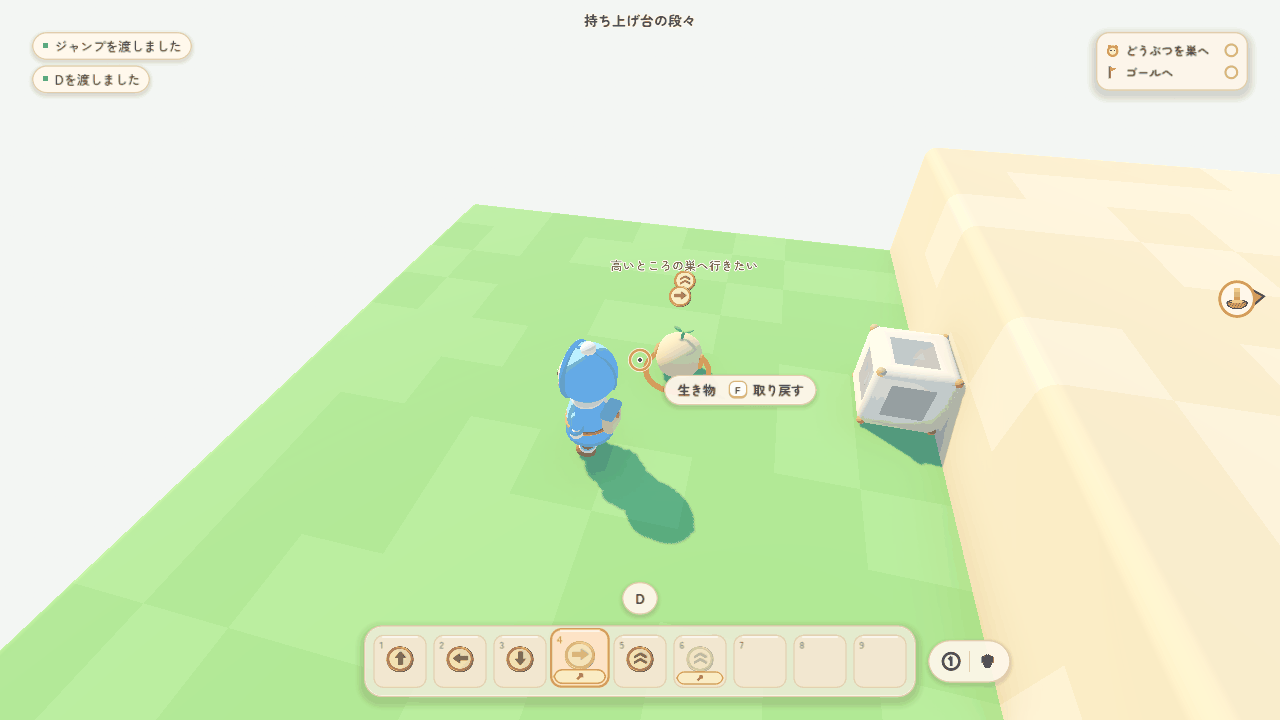 持ち上げ台の段々
ジャンプを渡しました
Dを渡しました
どうぶつを巣へ
ゴールへ
高いところの巣へ行きたい
生き物 F 取り戻す
D
1 2 3 4 5 6 7 8 9
1